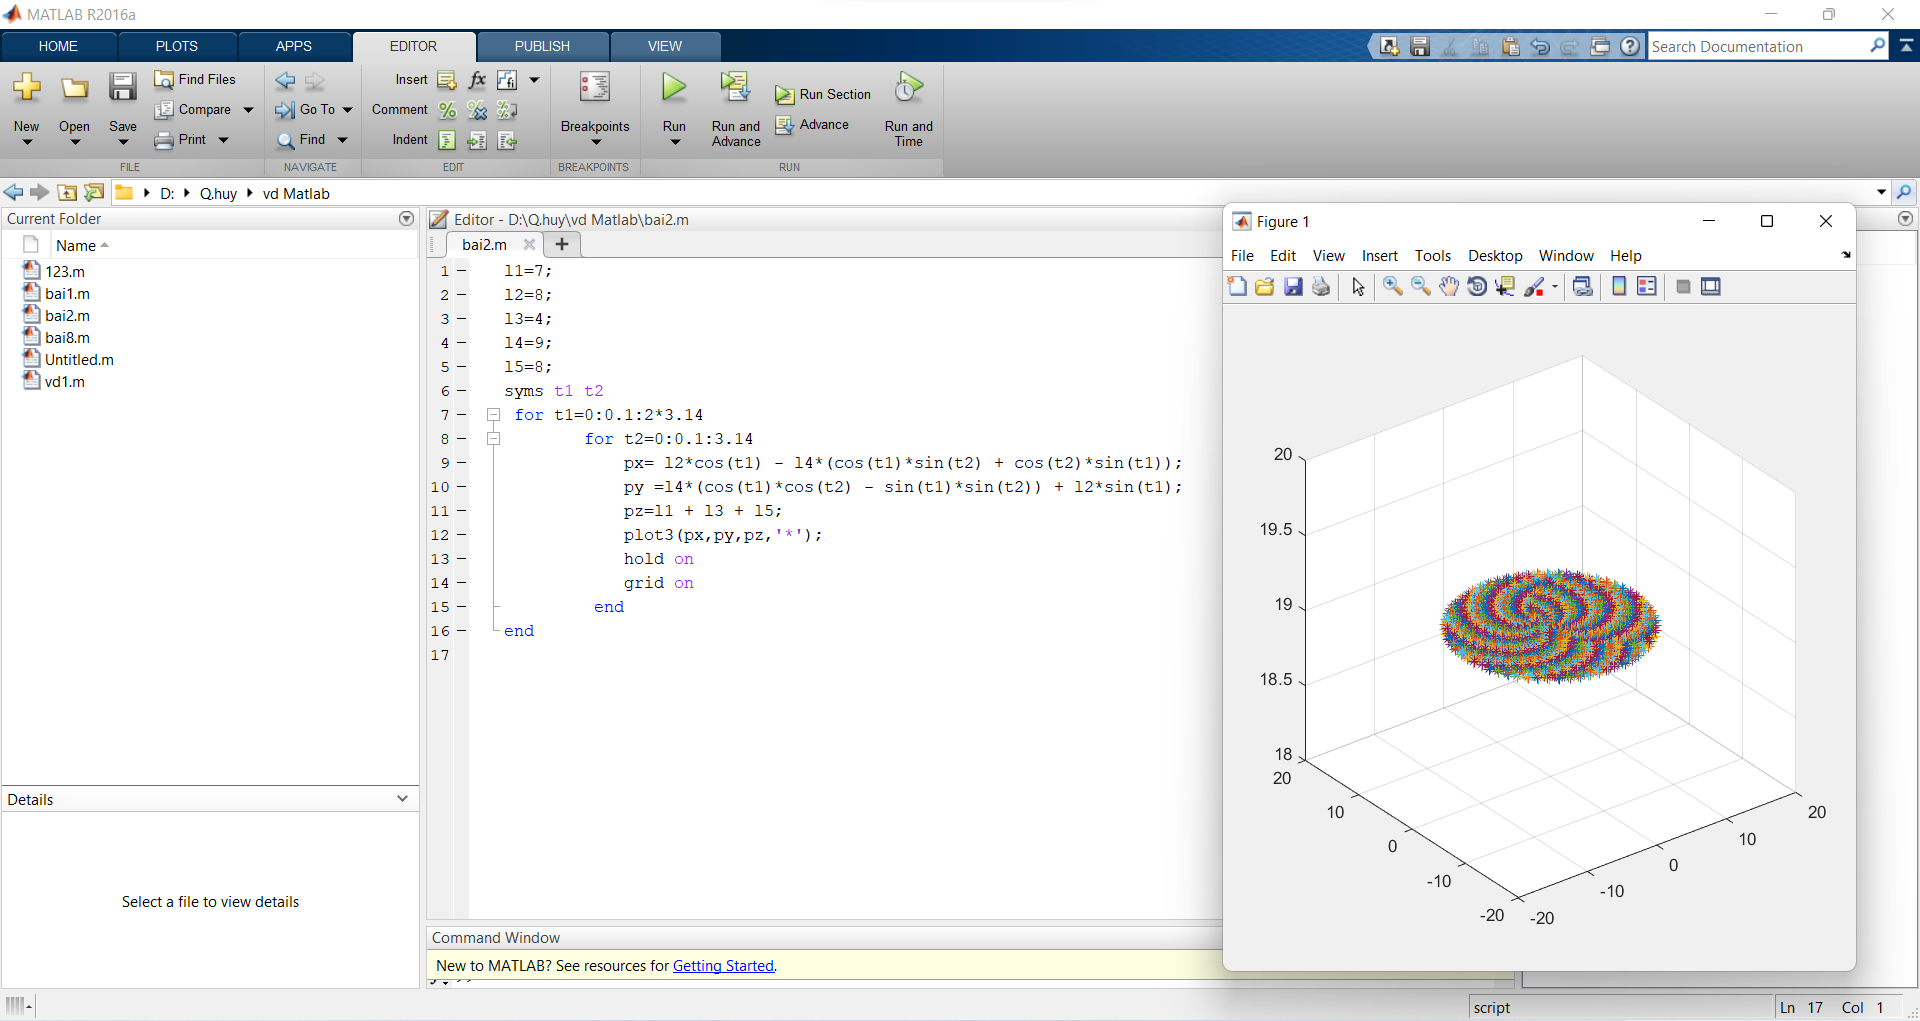 MATLAB R2016a
HOME PLOTS APPS EDITOR PUBLISH VIEW
Search Documentation
New
Open
Save
Find Files
Compare
Print
FILE
Go To
Find
NAVIGATE
Insert
Comment
Indent
EDIT
Breakpoints
BREAKPOINTS
Run
Run and
Advance
Run Section
Advance
Run and
Time
RUN
D: Q.huy vd Matlab
Current Folder
Name
123.m
bai1.m
bai2.m
bai8.m
Untitled.m
vd1.m
Details
Select a file to view details
Editor - D:\Q.huy\vd Matlab\bai2.m
bai2.m
1 l1=7;
2 l2=8;
3 l3=4;
4 l4=9;
5 l5=8;
6 syms t1 t2
7 for t1=0:0.1:2*3.14
8 for t2=0:0.1:3.14
9 px= l2*cos(t1) - l4*(cos(t1)*sin(t2) + cos(t2)*sin(t1));
10 py =l4*(cos(t1)*cos(t2) - sin(t1)*sin(t2)) + l2*sin(t1);
11 pz=l1 + l3 + l5;
12 plot3(px,py,pz,'*');
13 hold on
14 grid on
15 end
16 end
17
Command Window
New to MATLAB? See resources for Getting Started.
Figure 1
File Edit View Insert Tools Desktop Window Help
20
19.5
19
18.5
18
20
10
0
-10
-20
-20
-10
0
10
20
script
Ln 17 Col 1